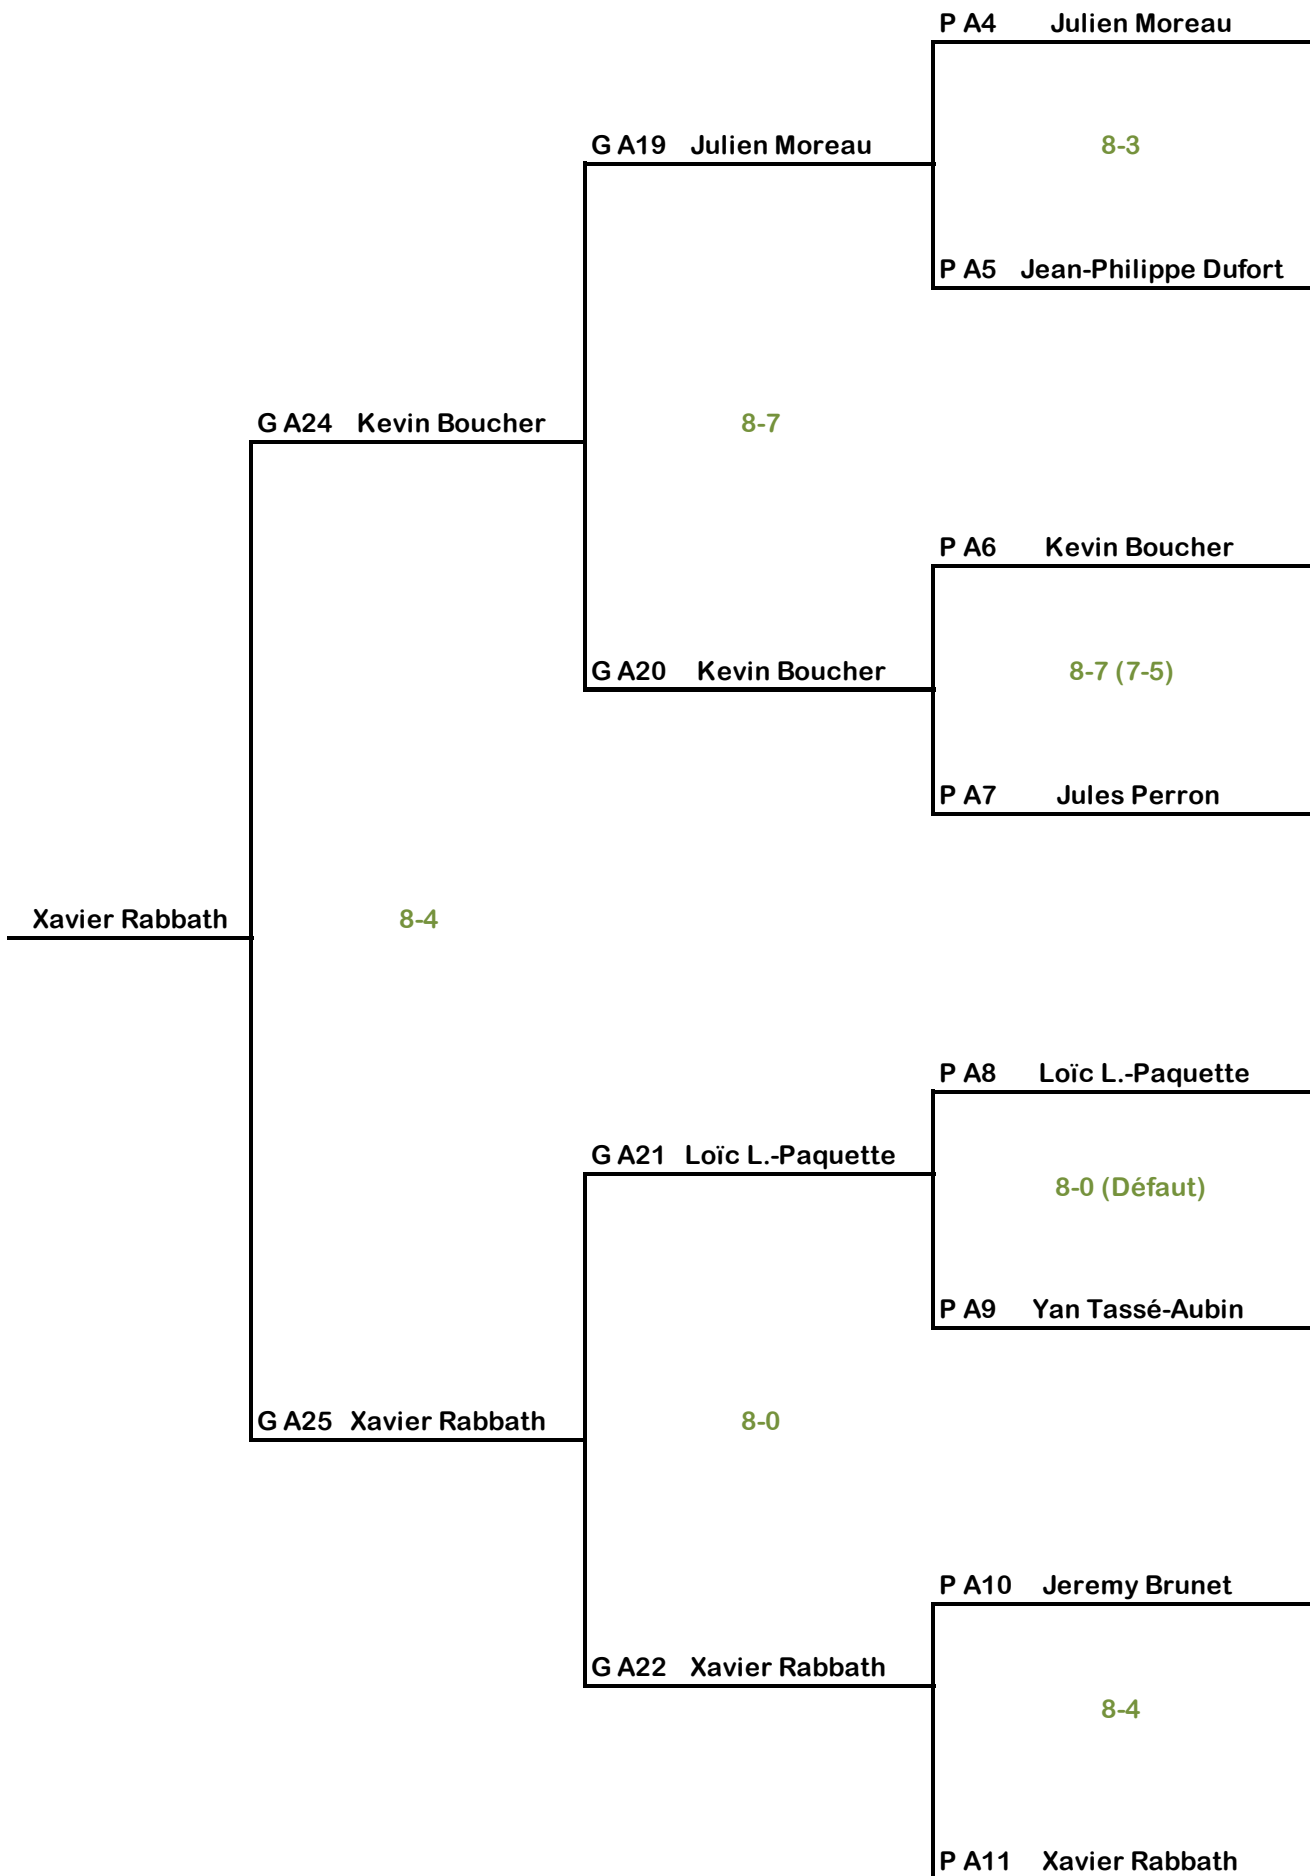 P A4 Julien Moreau
G A19 Julien Moreau 8-3
P A5 Jean-Philippe Dufort
G A24 Kevin Boucher 8-7
P A6 Kevin Boucher
G A20 Kevin Boucher 8-7 (7-5)
P A7 Jules Perron
Xavier Rabbath 8-4
P A8 Loïc L.-Paquette
G A21 Loïc L.-Paquette
8-0 (Défaut)
P A9 Yan Tassé-Aubin
G A25 Xavier Rabbath 8-0
P A10 Jeremy Brunet
G A22 Xavier Rabbath
8-4
P A11 Xavier Rabbath